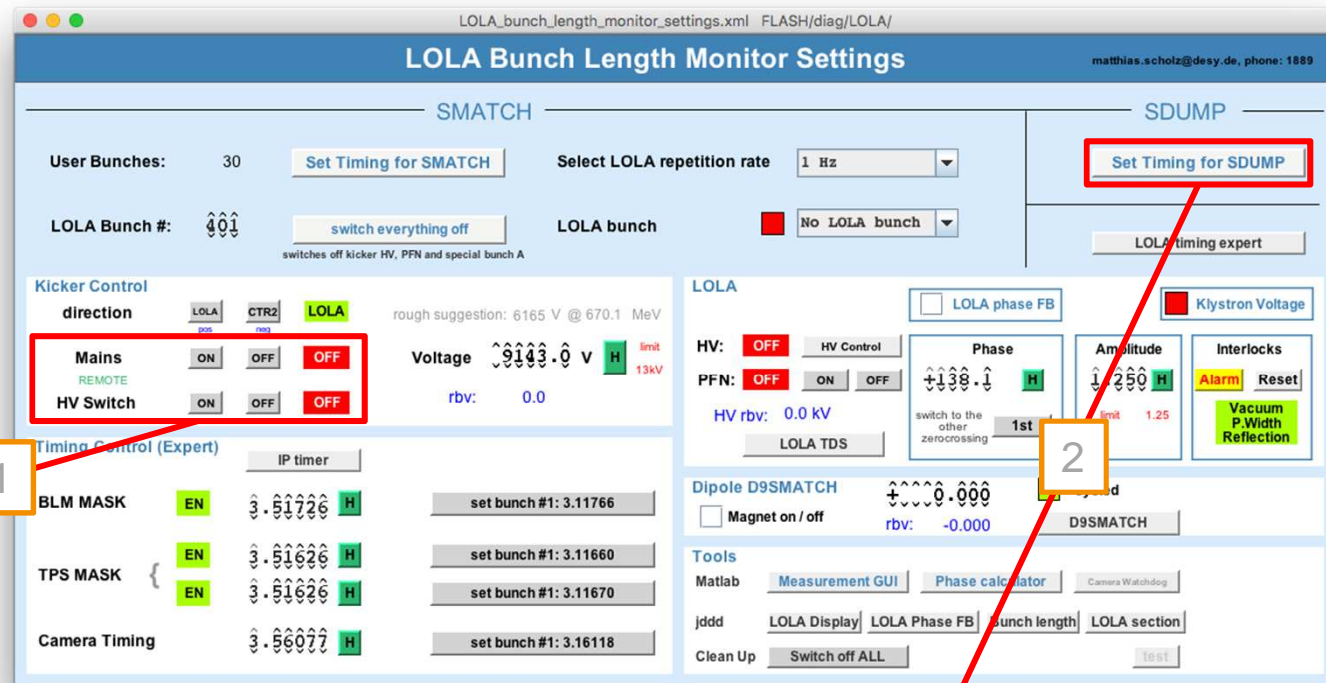 LOLA_bunch_length_monitor_settings.xml FLASH/diag/LOLA/
LOLA Bunch Length Monitor Settings
matthias.scholz@desy.de, phone: 1889
SMATCH
SDUMP
User Bunches: 30 Set Timing for SMATCH Select LOLA repetition rate 1 Hz
Set Timing for SDUMP
LOLA Bunch #: 401 switch everything off LOLA bunch No LOLA bunch
switches off kicker HV, PFN and special bunch A
LOLA timing expert
Kicker Control
direction LOLA CTR2 LOLA rough suggestion: 6165 V @ 670.1 MeV
pos neg
Mains ON OFF OFF Voltage 9143.0 V H limit
13kV
REMOTE
HV Switch ON OFF OFF rbv: 0.0
1
Timing Control (Expert)
IP timer
BLM MASK EN 3.51726 H set bunch #1: 3.11766
TPS MASK { EN 3.51626 H set bunch #1: 3.11660
EN 3.51626 H set bunch #1: 3.11670
Camera Timing 3.56077 H set bunch #1: 3.16118
LOLA
LOLA phase FB
Klystron Voltage
HV: OFF HV Control
PFN: OFF ON OFF
HV rbv: 0.0 kV
LOLA TDS
Phase
+138.1 H
switch to the
other
zerocrossing
1st
Amplitude
1.250 H
limit 1.25
Interlocks
Alarm Reset
Vacuum
P.Width
Reflection
2
Dipole D9SMATCH +0.000
Magnet on / off rbv: -0.000 D9SMATCH
Tools
Matlab Measurement GUI Phase calculator Camera Watchdog
jddd LOLA Display LOLA Phase FB Bunch length LOLA section
Clean Up Switch off ALL test